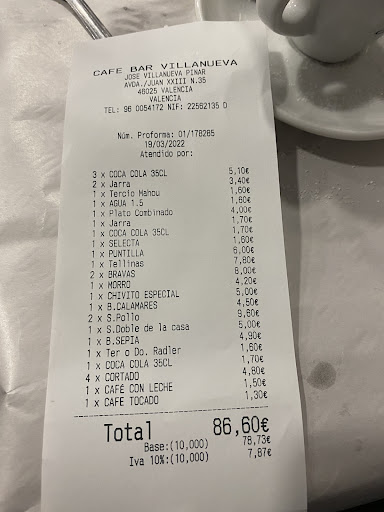 CAFE BAR VILLANUEVA
JOSE VILLANUEVA PINAR
AVDA./JUAN XXIII N.35
46025 VALENCIA
VALENCIA
TEL: 96 0054172 NIF: 22562135 D
Núm. Proforma: 01/178285
19/03/2022
Atendido por:
3 x COCA COLA 35CL 5,10€
2 x Jarra 3,40€
1 x Tercio Mahou 1,60€
1 x AGUA 1.5 1,60€
1 x Plato Combinado 4,00€
1 x Jarra 1,70€
1 x COCA COLA 35CL 1,70€
1 x SELECTA 1,60€
1 x PUNTILLA 6,00€
1 x Tellinas 7,80€
2 x BRAVAS 8,00€
1 x MORRO 4,20€
1 x CHIVITO ESPECIAL 5,00€
1 x B.CALAMARES 4,50€
2 x S.Pollo 9,60€
1 x S.Doble de la casa 5,00€
1 x B.SEPIA 4,90€
1 x Ter o Do. Radler 1,60€
1 x COCA COLA 35CL 1,70€
4 x CORTADO 4,80€
1 x CAFÉ CON LECHE 1,50€
1 x CAFE TOCADO 1,30€
Total 86,60€
Base:(10,000) 78,73€
Iva 10%:(10,000) 7,87€